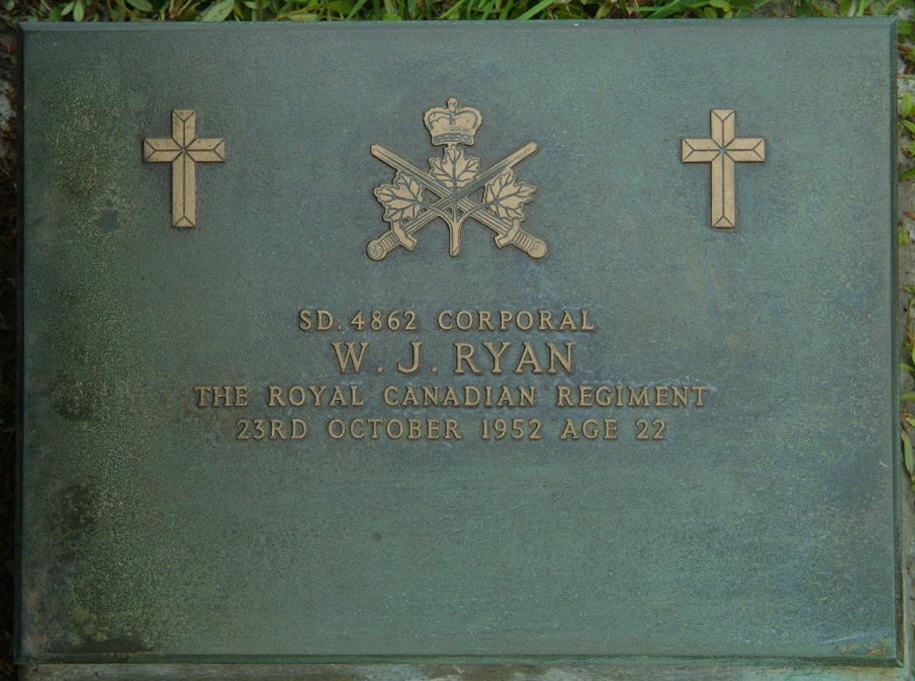 SD. 4862 CORPORAL
W. J. RYAN
THE ROYAL CANADIAN REGIMENT
23RD OCTOBER 1952 AGE 22